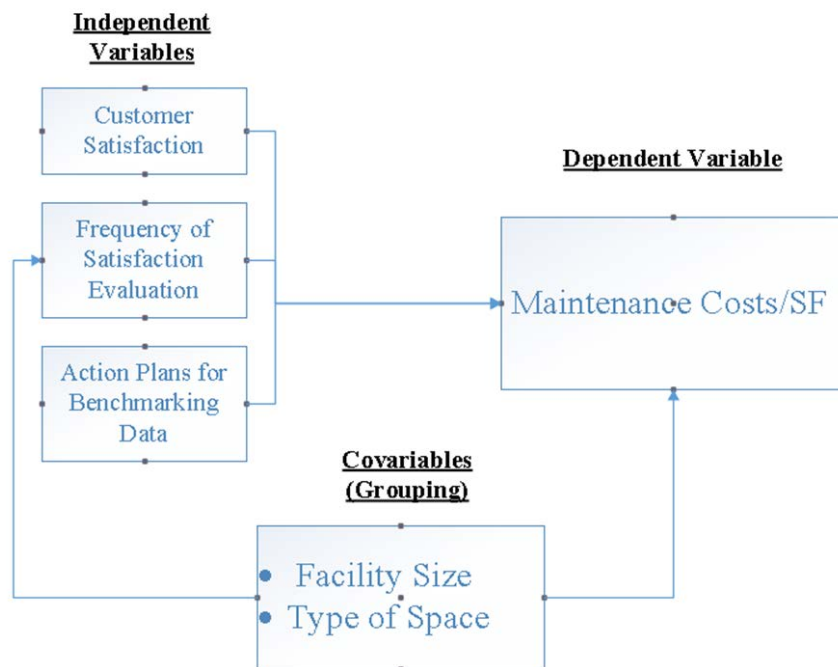 Independent
Variables
Customer
Satisfaction
Frequency of
Satisfaction
Evaluation
Action Plans for
Benchmarking
Data
Dependent Variable
Maintenance Costs/SF
Covariables
(Grouping)
• Facility Size
• Type of Space